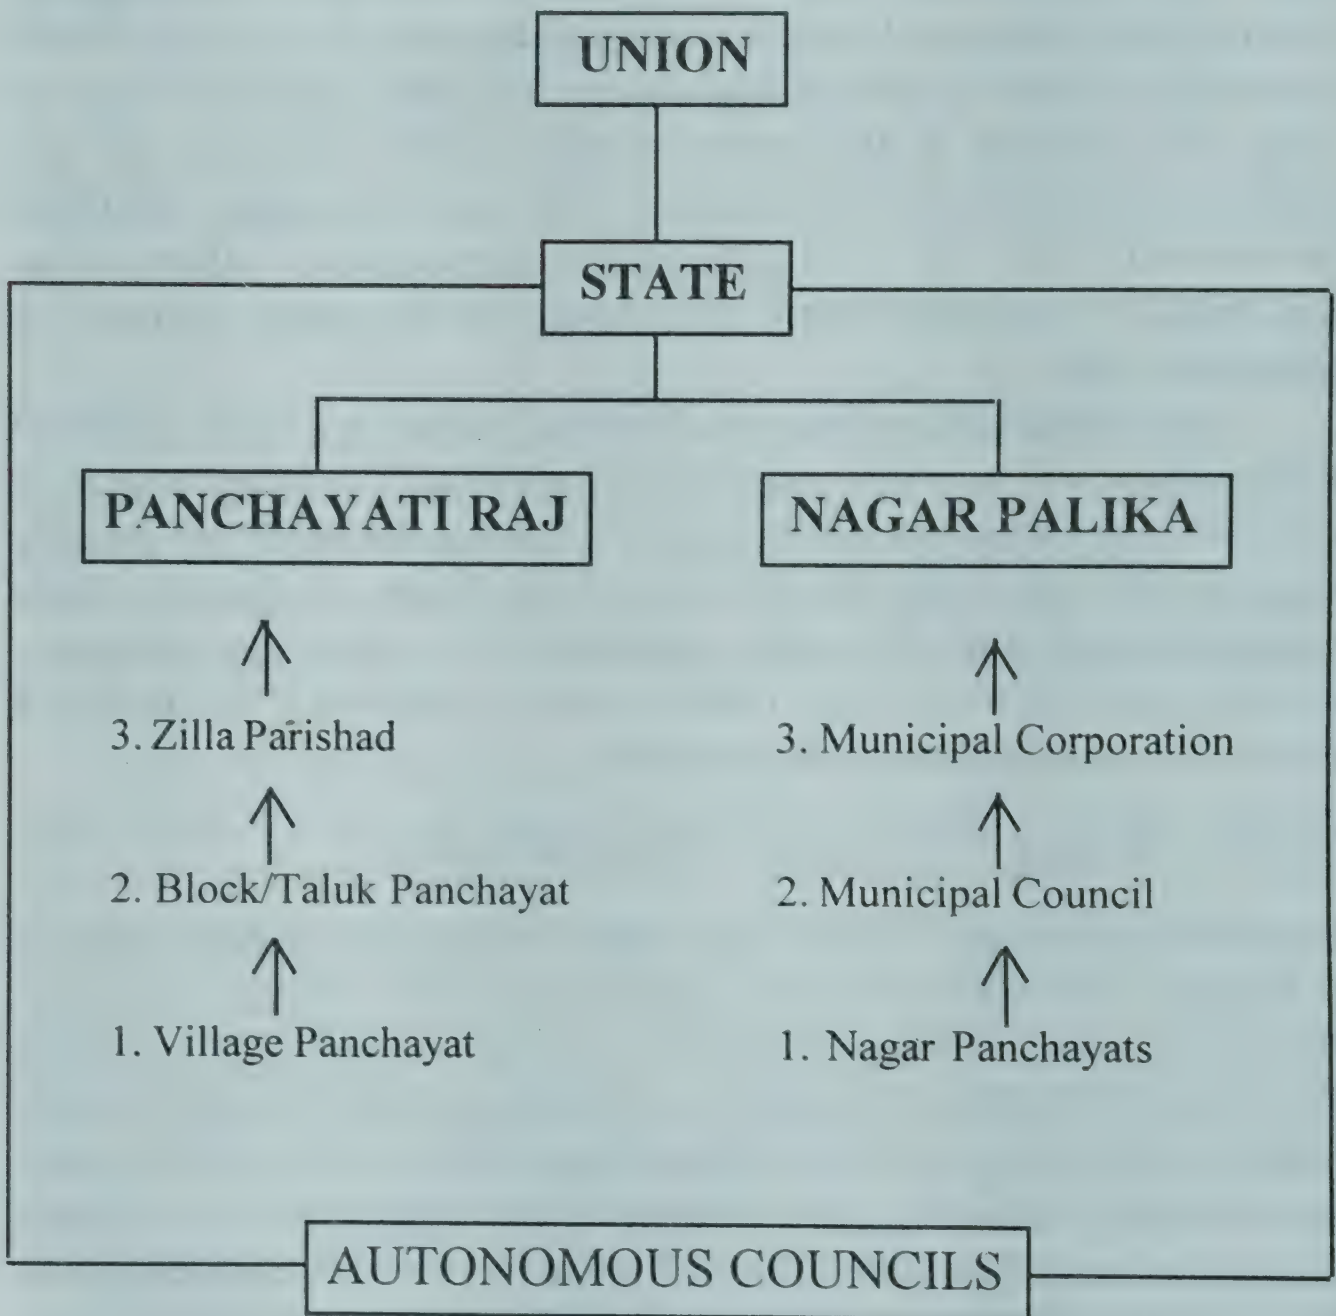 UNION
STATE
PANCHAYATI RAJ
NAGAR PALIKA
3. Zilla Parishad
3. Municipal Corporation
2. Block/Taluk Panchayat
2. Municipal Council
1. Village Panchayat
1. Nagar Panchayats
AUTONOMOUS COUNCILS